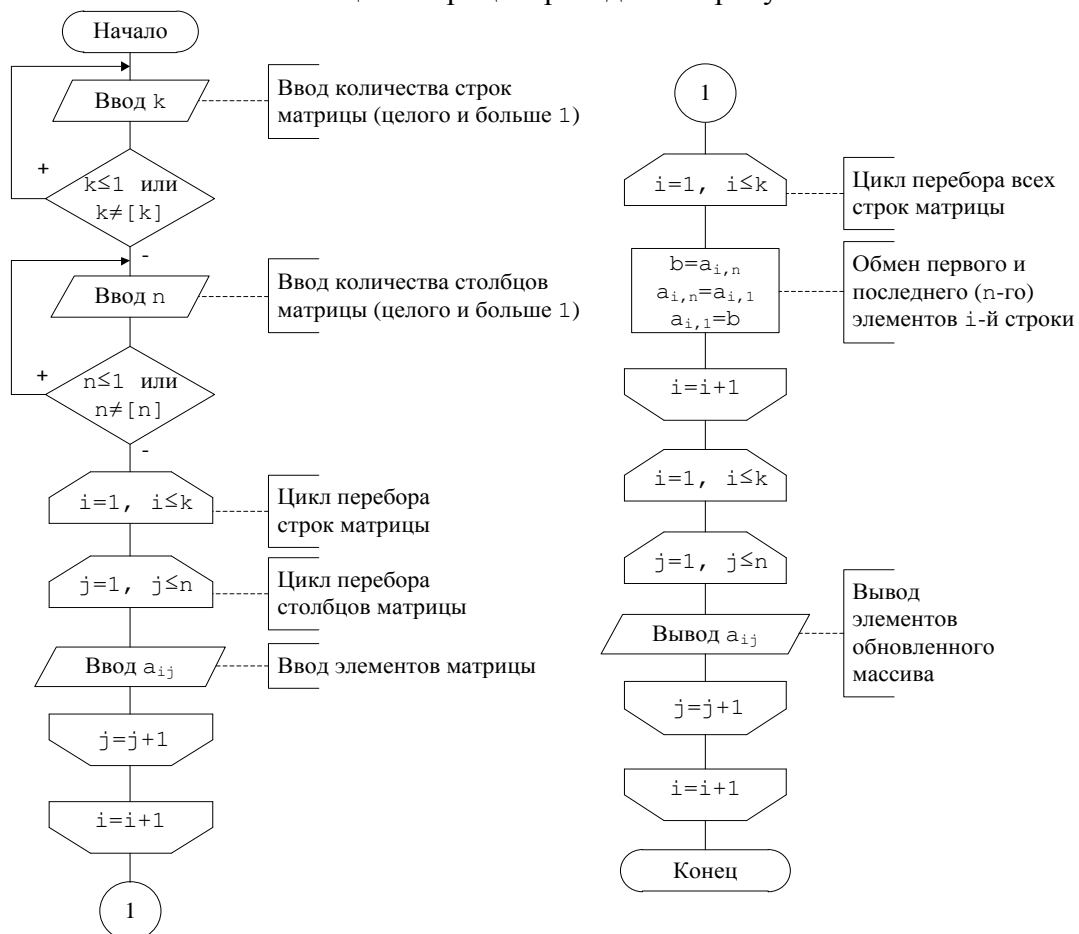 Начало
Ввод k
Ввод количества строк
матрицы (целого и больше 1)
+
k≤1 или
k≠[k]
-
Ввод n
Ввод количества столбцов
матрицы (целого и больше 1)
+
n≤1 или
n≠[n]
-
i=1, i≤k
Цикл перебора
строк матрицы
j=1, j≤n
Цикл перебора
столбцов матрицы
Ввод aij
Ввод элементов матрицы
j=j+1
i=i+1
1
1
i=1, i≤k
Цикл перебора всех
строк матрицы
b=ai,n
ai,n=ai,1
ai,1=b
Обмен первого и
последнего (n-го)
элементов i-й строки
i=i+1
i=1, i≤k
j=1, j≤n
Вывод aij
Вывод
элементов
обновленного
массива
j=j+1
i=i+1
Конец